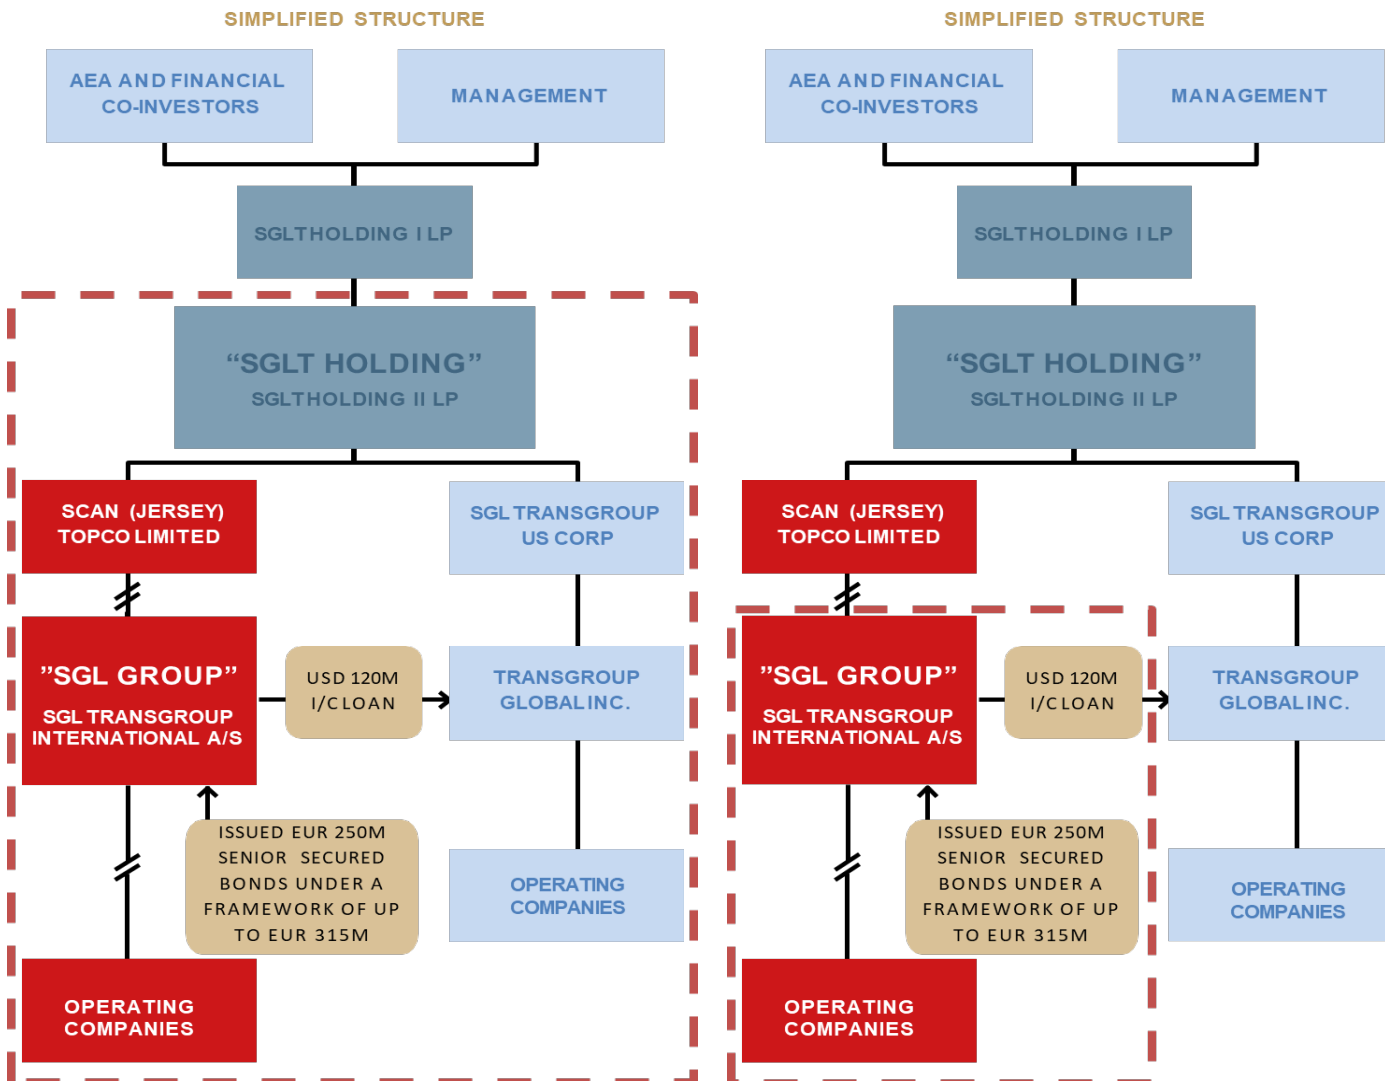 SIMPLIFIED STRUCTURE
AEA AND FINANCIAL
CO-INVESTORS
MANAGEMENT
SGLTHOLDING I LP
“SGLT HOLDING”
SGLTHOLDING II LP
SCAN (JERSEY)
TOPCO LIMITED
SGL TRANSGROUP
US CORP
”SGL GROUP”
SGL TRANSGROUP
INTERNATIONAL A/S
USD 120M
I/C LOAN
TRANSGROUP
GLOBAL INC.
ISSUED EUR 250M
SENIOR SECURED
BONDS UNDER A
FRAMEWORK OF UP
TO EUR 315M
OPERATING
COMPANIES
OPERATING
COMPANIES
SIMPLIFIED STRUCTURE
AEA AND FINANCIAL
CO-INVESTORS
MANAGEMENT
SGLTHOLDING I LP
“SGLT HOLDING”
SGLTHOLDING II LP
SCAN (JERSEY)
TOPCO LIMITED
SGL TRANSGROUP
US CORP
”SGL GROUP”
SGL TRANSGROUP
INTERNATIONAL A/S
USD 120M
I/C LOAN
TRANSGROUP
GLOBAL INC.
ISSUED EUR 250M
SENIOR SECURED
BONDS UNDER A
FRAMEWORK OF UP
TO EUR 315M
OPERATING
COMPANIES
OPERATING
COMPANIES